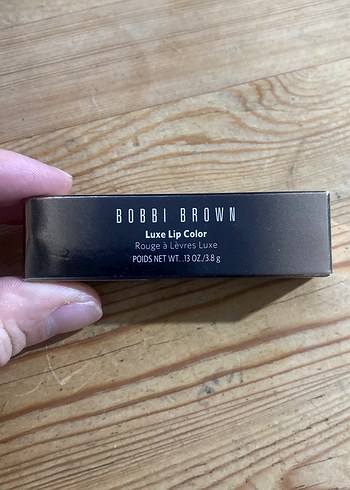 BOBBI BROWN
Luxe Lip Color
Rouge à Lèvres Luxe
POIDS NET WT. .13 OZ./3.8 g